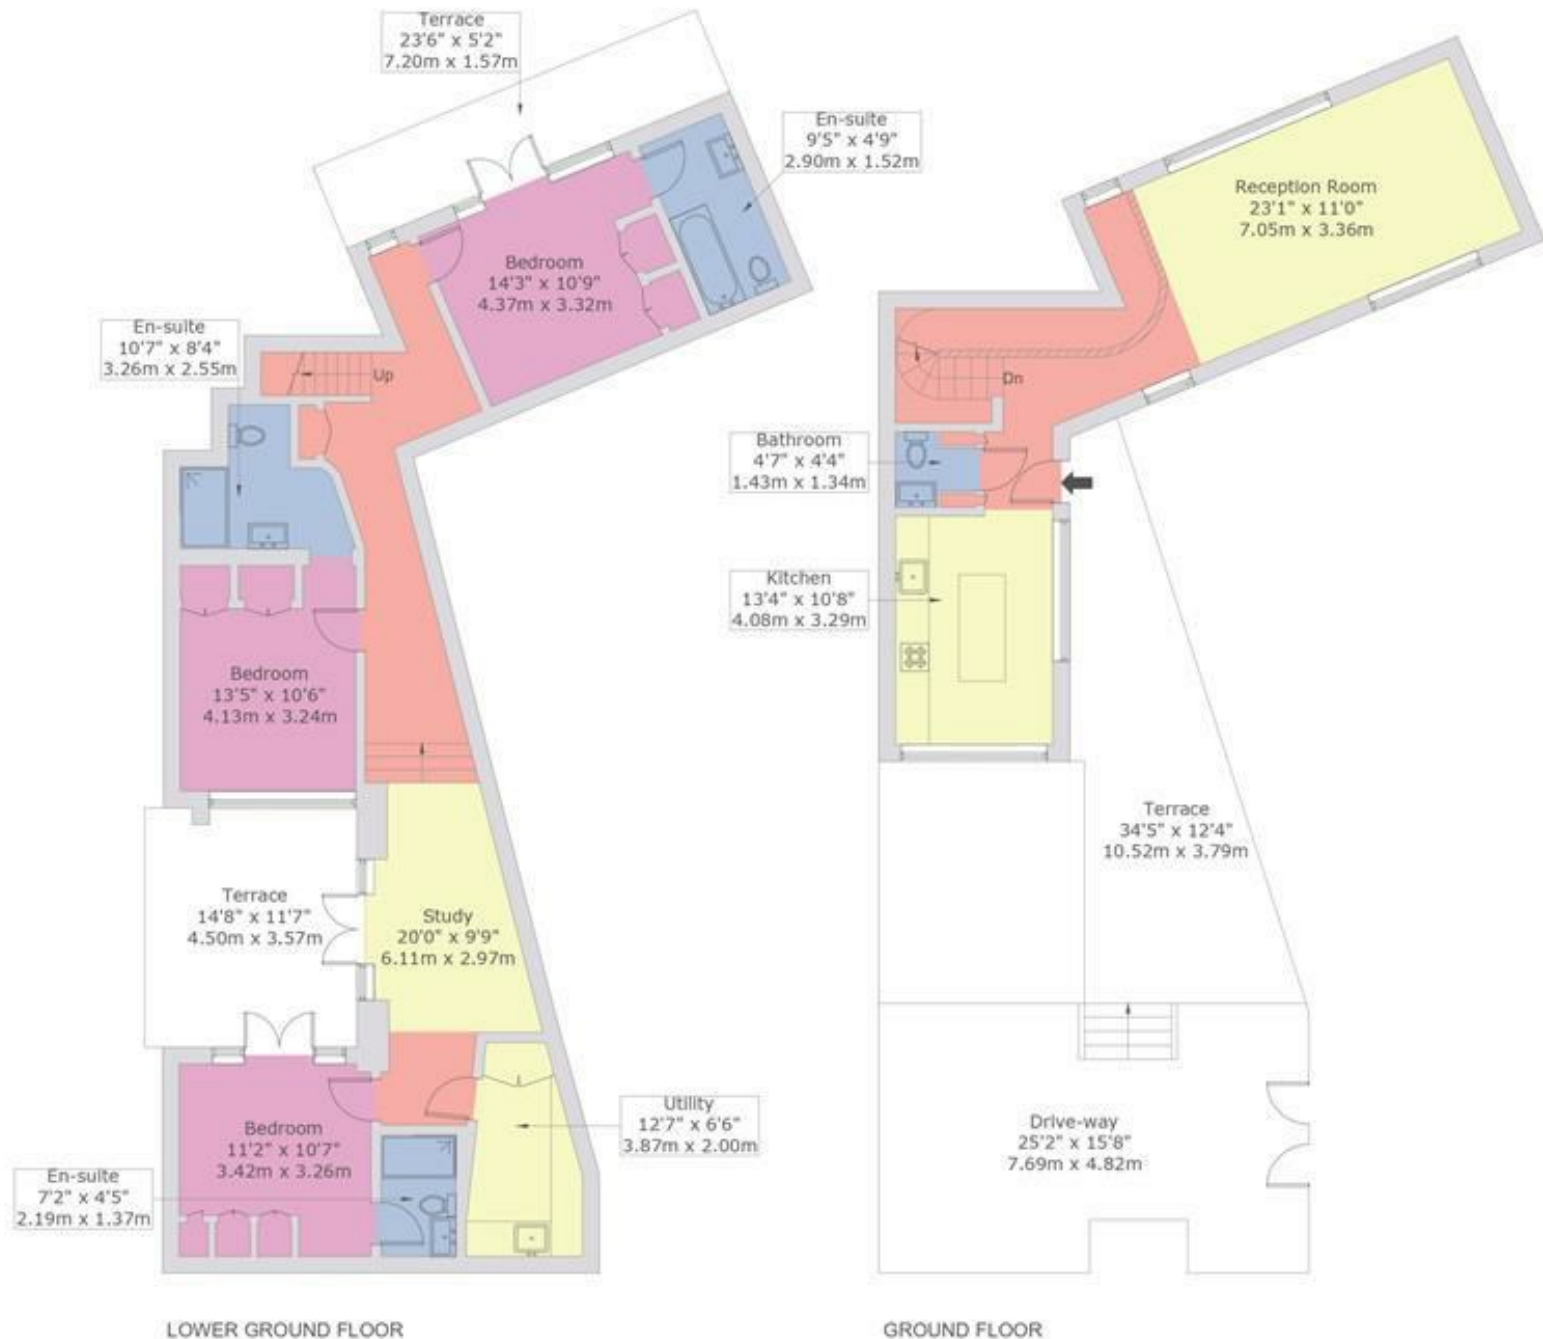 Terrace
23'6" x 5'2"
7.20m x 1.57m
En-suite
9'5" x 4'9"
2.90m x 1.52m
Bedroom
14'3" x 10'9"
4.37m x 3.32m
En-suite
10'7" x 8'4"
3.26m x 2.55m
Up
Bedroom
13'5" x 10'6"
4.13m x 3.24m
Terrace
14'8" x 11'7"
4.50m x 3.57m
Study
20'0" x 9'9"
6.11m x 2.97m
Bedroom
11'2" x 10'7"
3.42m x 3.26m
Utility
12'7" x 6'6"
3.87m x 2.00m
En-suite
7'2" x 4'5"
2.19m x 1.37m
LOWER GROUND FLOOR
Reception Room
23'1" x 11'0"
7.05m x 3.36m
Dn
Bathroom
4'7" x 4'4"
1.43m x 1.34m
Kitchen
13'4" x 10'8"
4.08m x 3.29m
Terrace
34'5" x 12'4"
10.52m x 3.79m
Drive-way
25'2" x 15'8"
7.69m x 4.82m
GROUND FLOOR